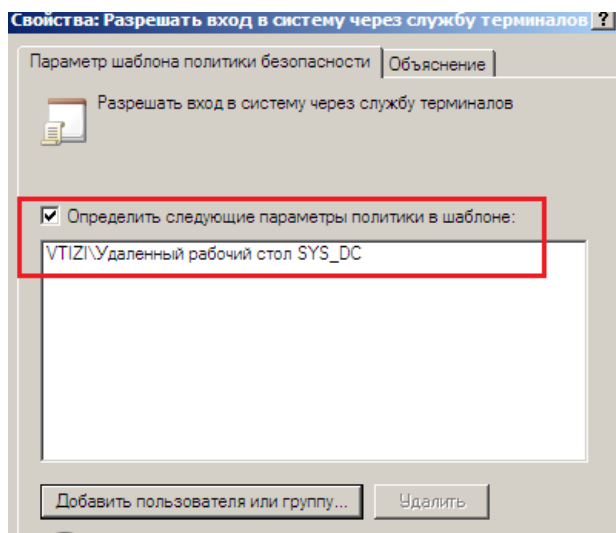 Свойства: Разрешать вход в систему через службу терминалов ?
Параметр шаблона политики безопасности Объяснение
Разрешать вход в систему через службу терминалов
Определить следующие параметры политики в шаблоне:
VTIZI\Удаленный рабочий стол SYS_DC
Добавить пользователя или группу... Удалить